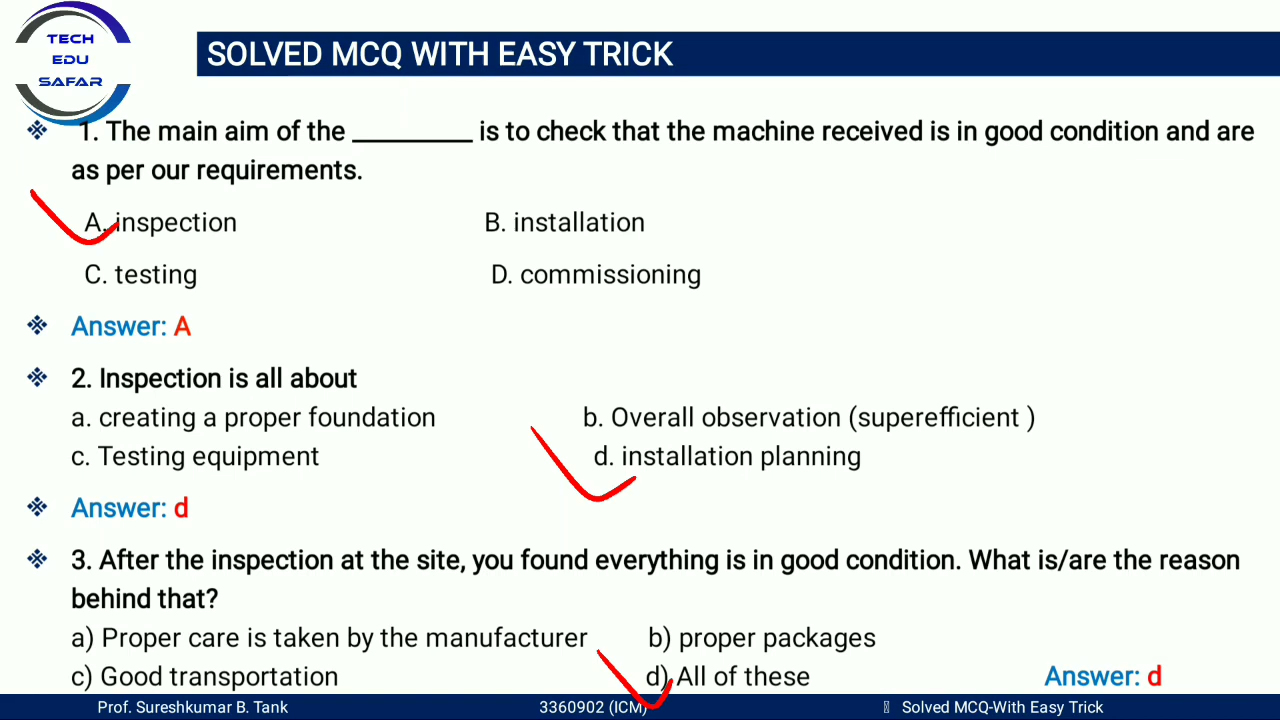 TECH
EDU
SAFAR
SOLVED MCQ WITH EASY TRICK
1. The main aim of the _________ is to check that the machine received is in good condition and are
as per our requirements.
A. inspection B. installation
C. testing D. commissioning
Answer: A
2. Inspection is all about
a. creating a proper foundation b. Overall observation (superefficient )
c. Testing equipment d. installation planning
Answer: d
3. After the inspection at the site, you found everything is in good condition. What is/are the reason
behind that?
a) Proper care is taken by the manufacturer b) proper packages
c) Good transportation d) All of these Answer: d
Prof. Sureshkumar B. Tank 3360902 (ICM) Solved MCQ-With Easy Trick